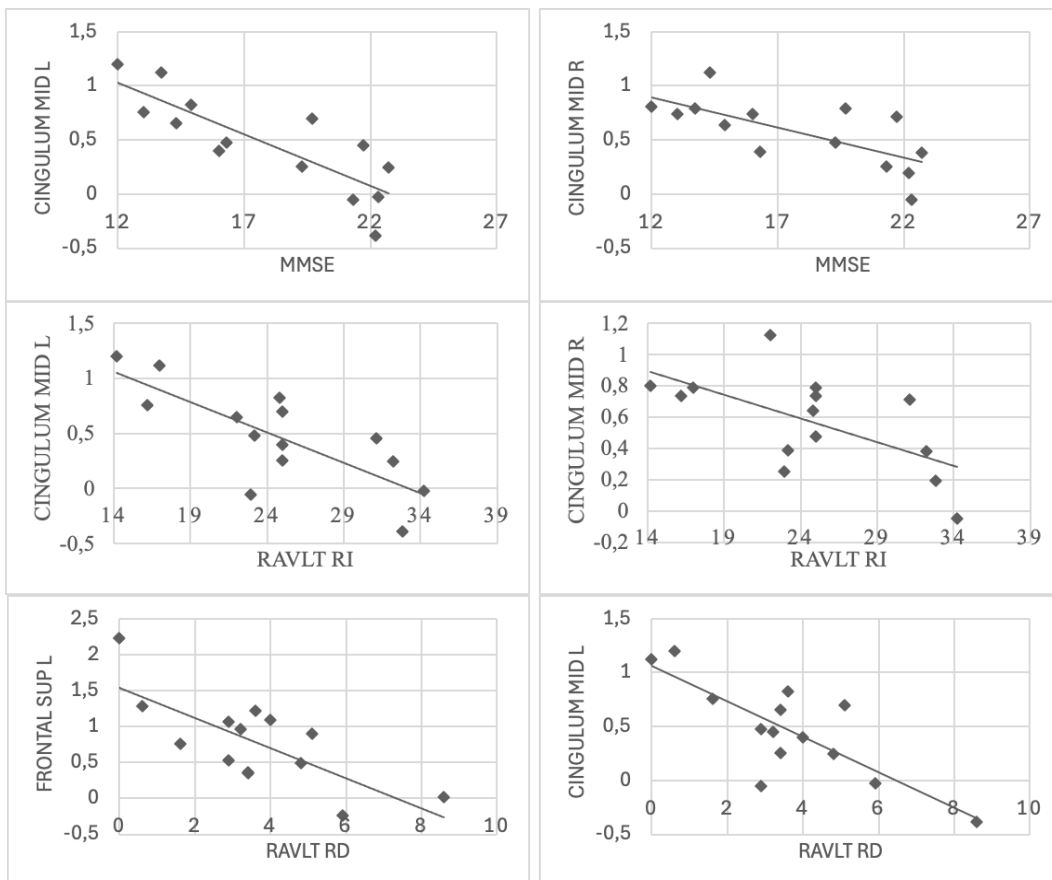 CINGULUM MID L
1,5
1
0,5
0
-0,5
12 17 22 27
MMSE
CINGULUM MID R
1,5
1
0,5
0
-0,5
12 17 22 27
MMSE
CINGULUM MID L
1,5
1
0,5
0
-0,5
14 19 24 29 34 39
RAVLT RI
CINGULUM MID R
1,2
1
0,8
0,6
0,4
0,2
0
-0,2
14 19 24 29 34 39
RAVLT RI
FRONTAL SUP L
2,5
2
1,5
1
0,5
0
-0,5
0 2 4 6 8 10
RAVLT RD
CINGULUM MID L
1,5
1
0,5
0
-0,5
0 2 4 6 8 10
RAVLT RD